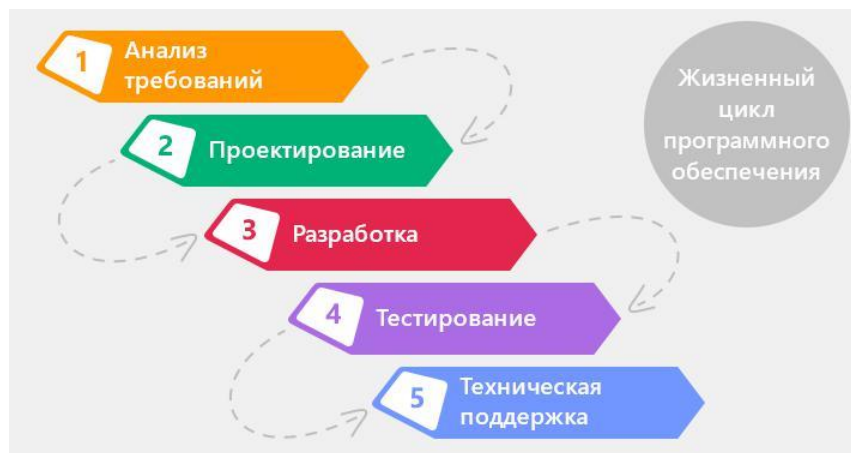 1
Анализ
требований
2
Проектирование
3
Разработка
4
Тестирование
5
Техническая
поддержка
Жизненный
цикл
программного
обеспечения